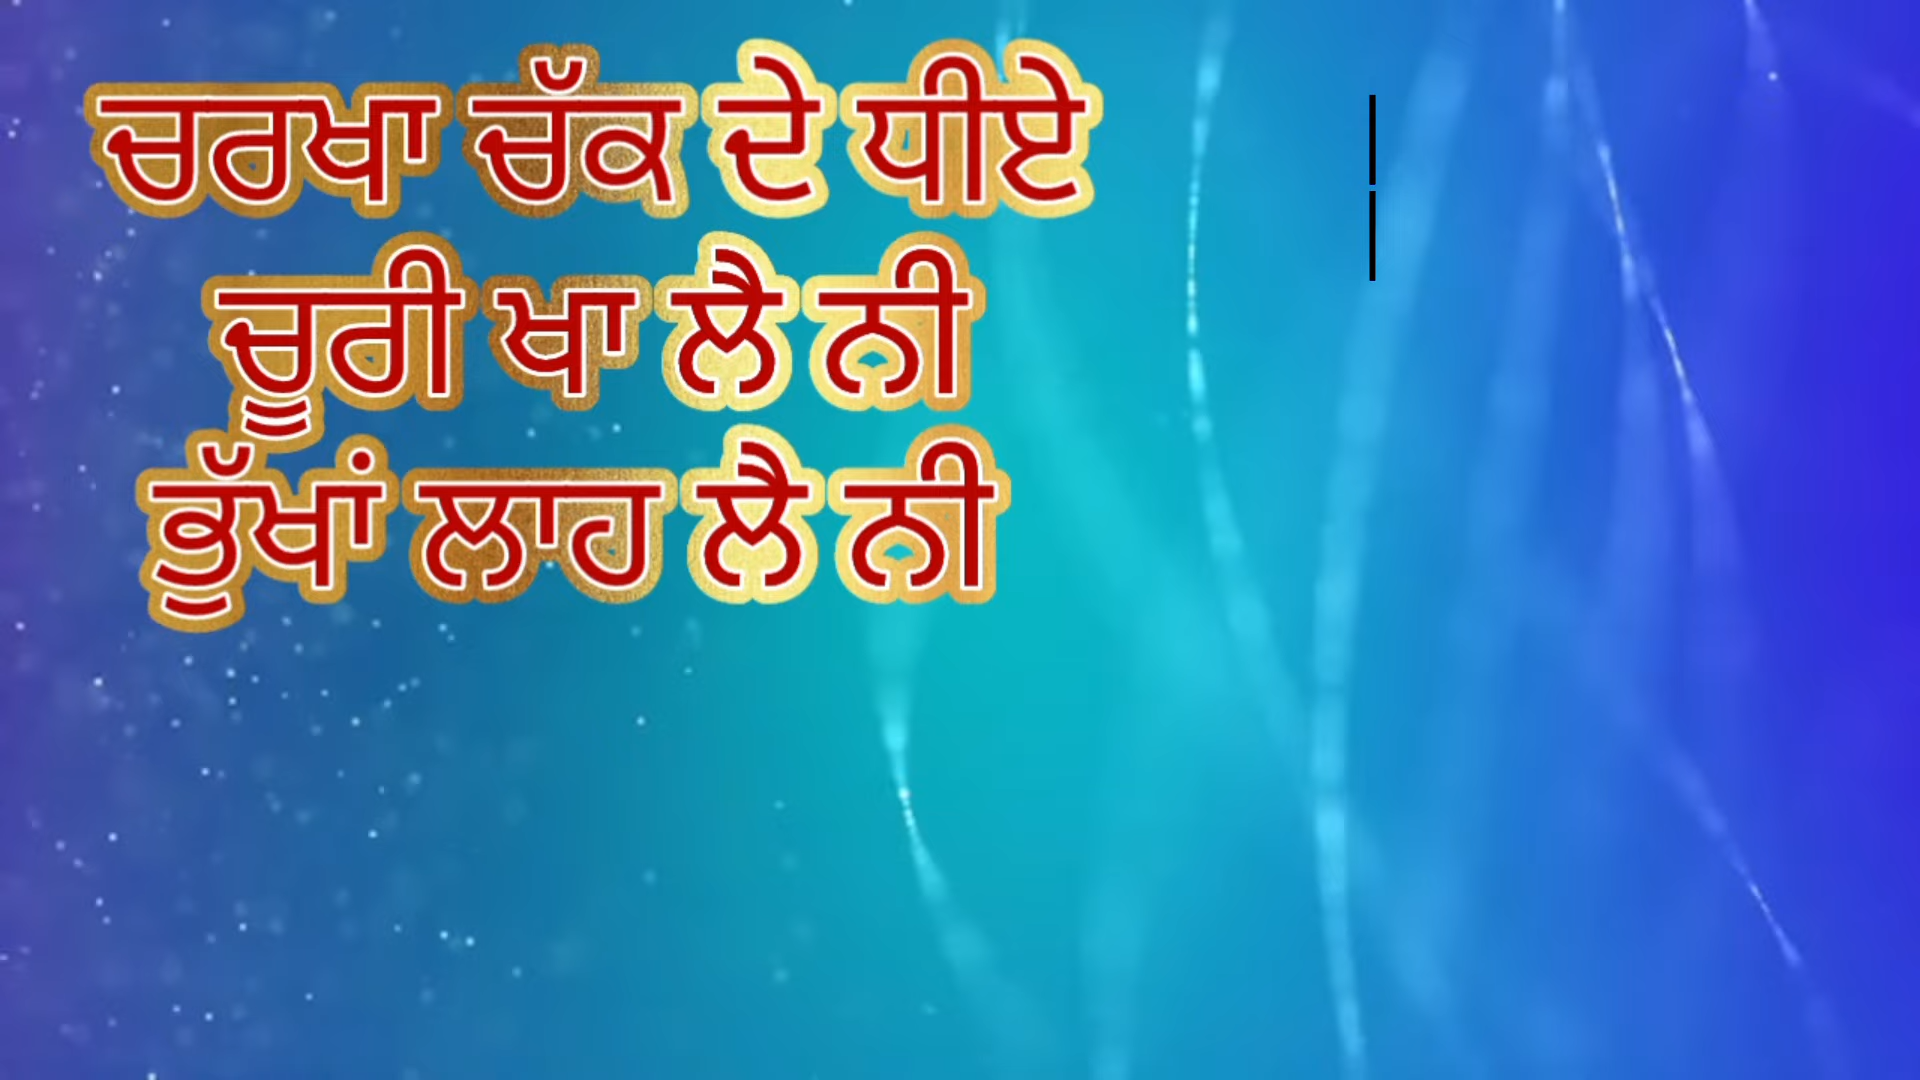 ਚਰਖਾ ਚੱਕ ਦੇ ਧੀਏ
ਚੂਰੀ ਖਾ ਲੈ ਨੀ
ਭੁੱਖਾਂ ਲਾਹ ਲੈ ਨੀ